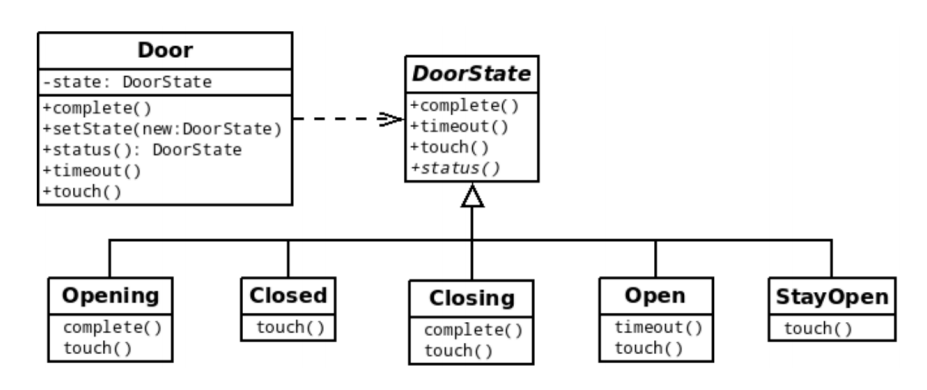 Door
-state: DoorState
+complete()
+setState(new:DoorState)
+status(): DoorState
+timeout()
+touch()
DoorState
+complete()
+timeout()
+touch()
+status()
Opening
complete()
touch()
Closed
touch()
Closing
complete()
touch()
Open
timeout()
touch()
StayOpen
touch()